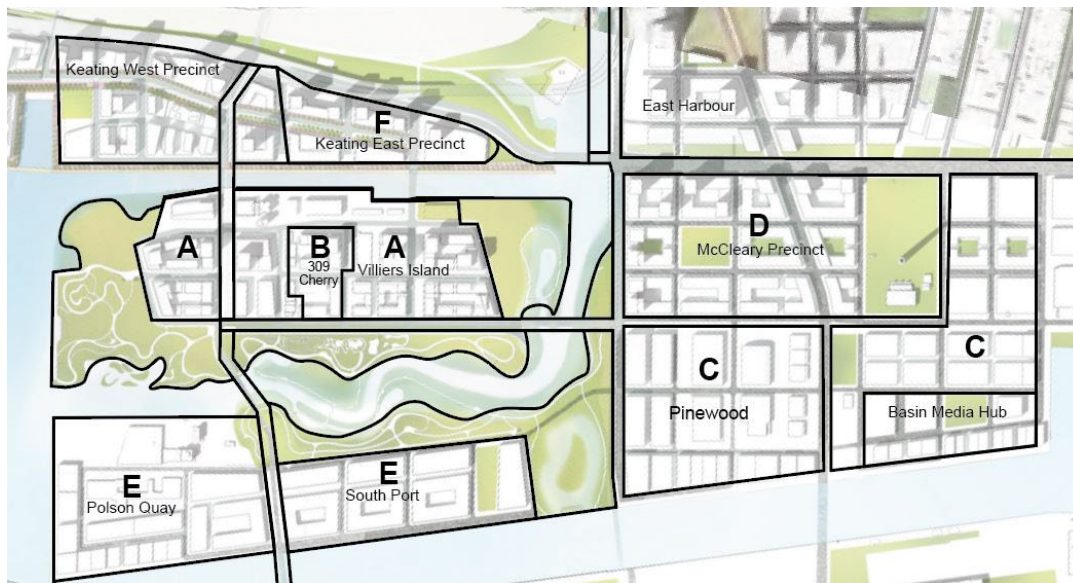 Keating West Precinct
F
Keating East Precinct
East Harbour
A
B
309
Cherry
A
Villiers Island
D
McCleary Precinct
C
Pinewood
C
Basin Media Hub
E
Polson Quay
E
South Port